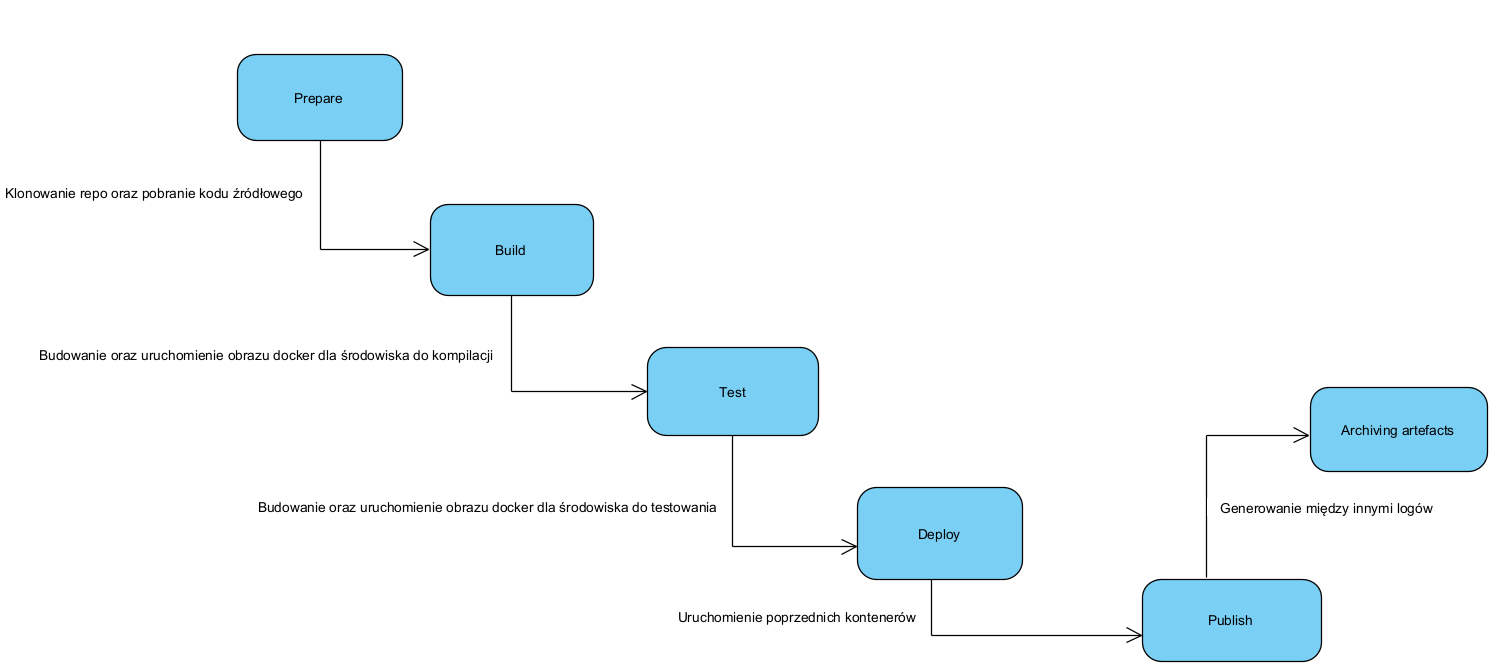 Prepare
Klonowanie repo oraz pobranie kodu źródłowego
Build
Budowanie oraz uruchomienie obrazu docker dla środowiska do kompilacji
Test
Budowanie oraz uruchomienie obrazu docker dla środowiska do testowania
Deploy
Uruchomienie poprzednich kontenerów
Publish
Generowanie między innymi logów
Archiving artefacts